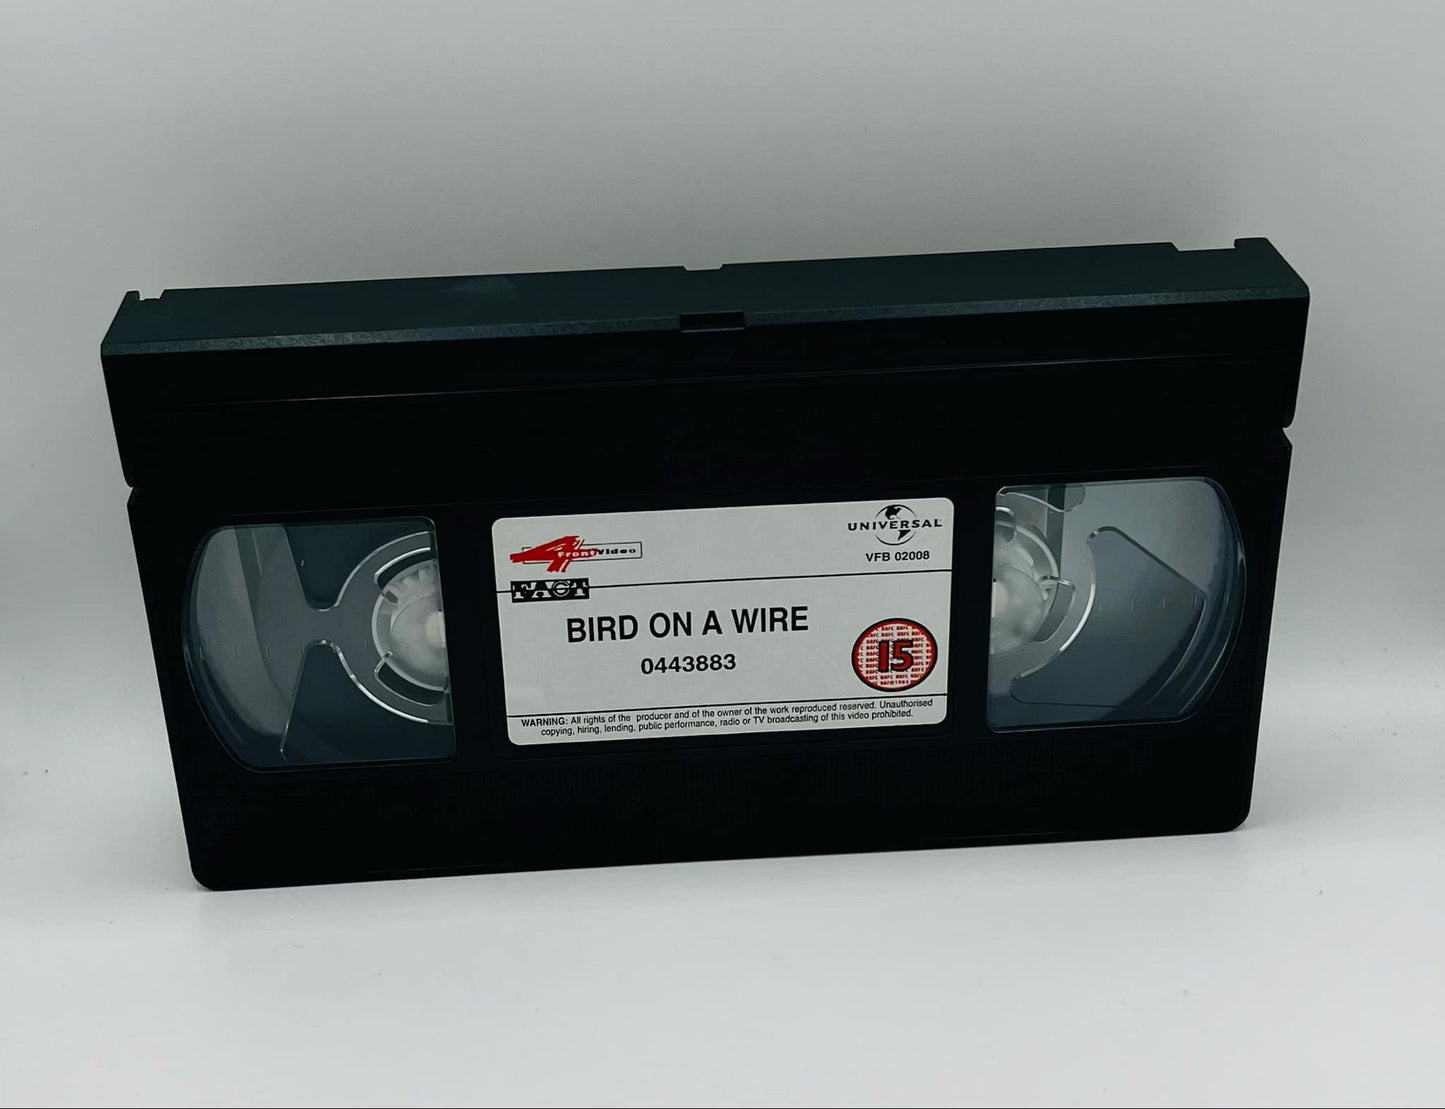 4 Front Video
UNIVERSAL
VFB 02008
FACT
BIRD ON A WIRE
0443883
15
WARNING: All rights of the producer and of the owner of the work reproduced reserved. Unauthorised
copying, hiring, lending, public performance, radio or TV broadcasting of this video prohibited.